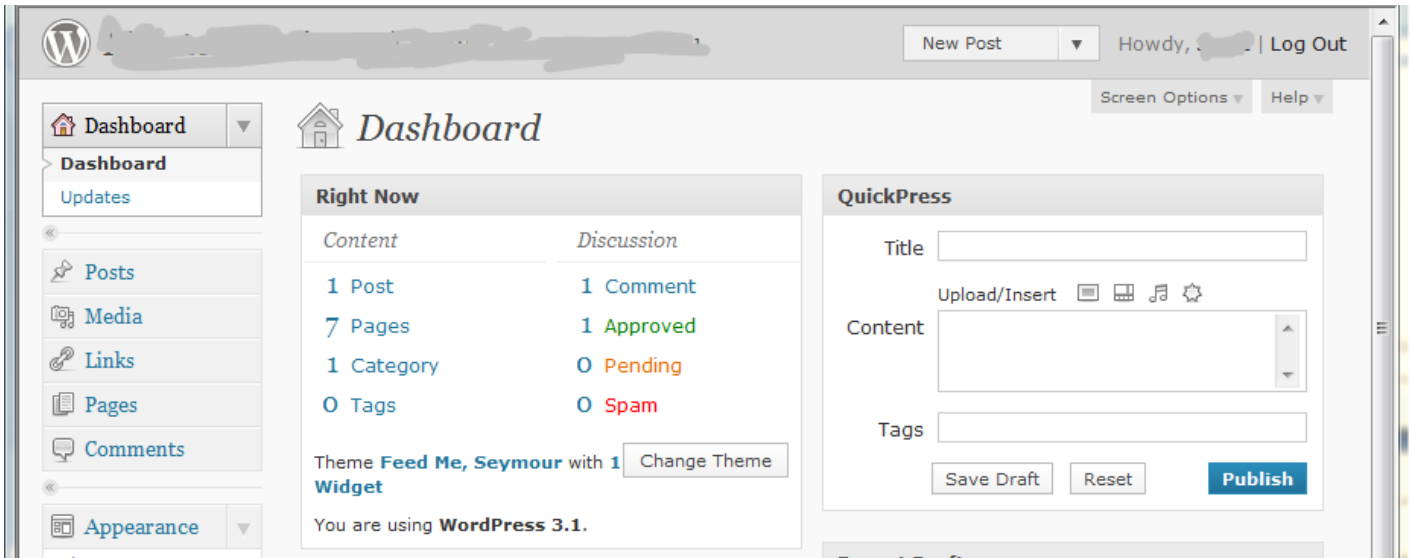 New Post
Howdy, | Log Out
Screen Options
Help
Dashboard
Dashboard
Updates
Posts
Media
Links
Pages
Comments
Appearance
Dashboard
Right Now
Content
Discussion
1 Post
1 Comment
7 Pages
1 Approved
1 Category
0 Pending
0 Tags
0 Spam
Theme Feed Me, Seymour with 1
Widget
Change Theme
You are using WordPress 3.1.
QuickPress
Title
Upload/Insert
Content
Tags
Save Draft
Reset
Publish